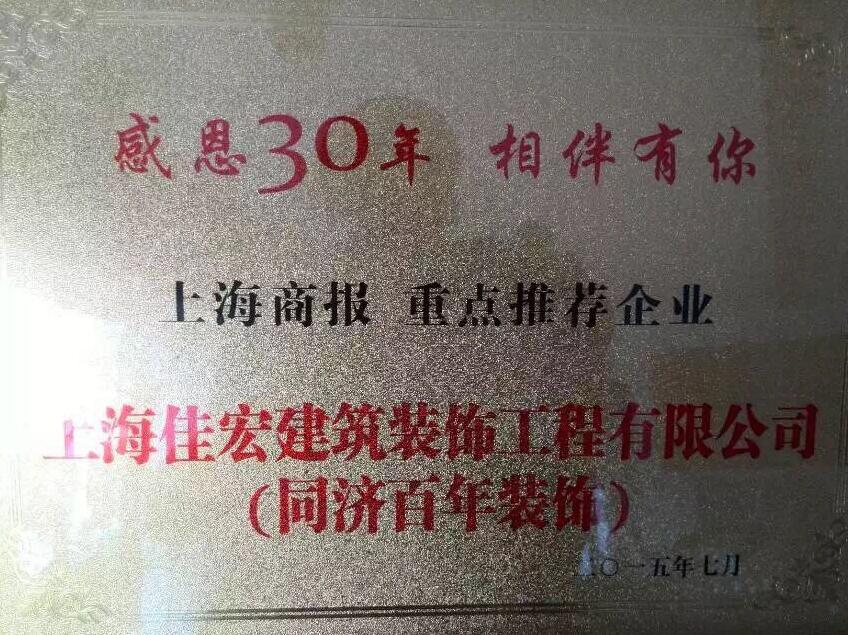 感恩30年 相伴有你
上海商报 重点推荐企业
上海佳宏建筑装饰工程有限公司
(同济百年装饰)
二〇一五年七月